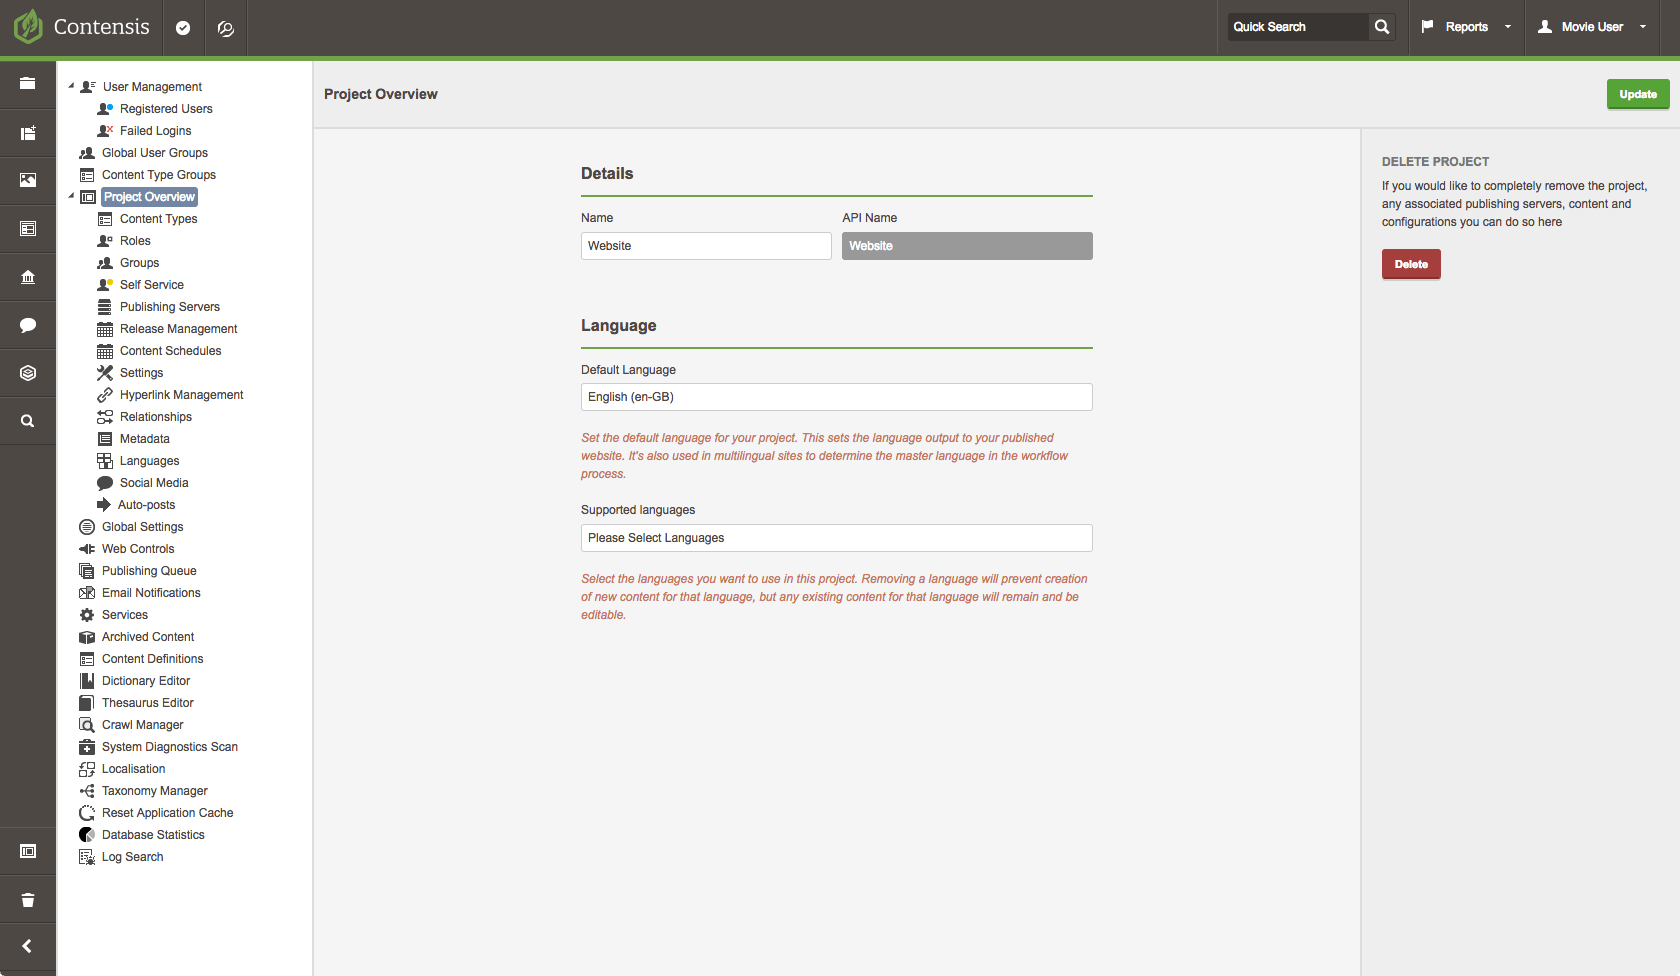 Contensis
Quick Search
Reports
Movie User
User Management
Registered Users
Failed Logins
Global User Groups
Content Type Groups
Project Overview
Content Types
Roles
Groups
Self Service
Publishing Servers
Release Management
Content Schedules
Settings
Hyperlink Management
Relationships
Metadata
Languages
Social Media
Auto-posts
Global Settings
Web Controls
Publishing Queue
Email Notifications
Services
Archived Content
Content Definitions
Dictionary Editor
Thesaurus Editor
Crawl Manager
System Diagnostics Scan
Localisation
Taxonomy Manager
Reset Application Cache
Database Statistics
Log Search
Project Overview
Update
Details
Name
API Name
Website
Website
Language
Default Language
English (en-GB)
Set the default language for your project. This sets the language output to your published
website. It's also used in multilingual sites to determine the master language in the workflow
process.
Supported languages
Please Select Languages
Select the languages you want to use in this project. Removing a language will prevent creation
of new content for that language, but any existing content for that language will remain and be
editable.
DELETE PROJECT
If you would like to completely remove the project,
any associated publishing servers, content and
configurations you can do so here
Delete